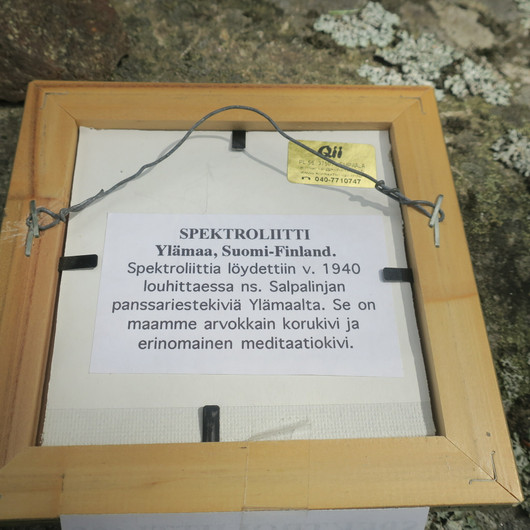 Qii
040-7710747
SPEKTROLIITTI
Ylämaa, Suomi-Finland.
Spektroliittia löydettiin v. 1940
louhittaessa ns. Salpalinjan
panssariestekiviä Ylämaalta. Se on
maamme arvokkain korukivi ja
erinomainen meditaatiokivi.